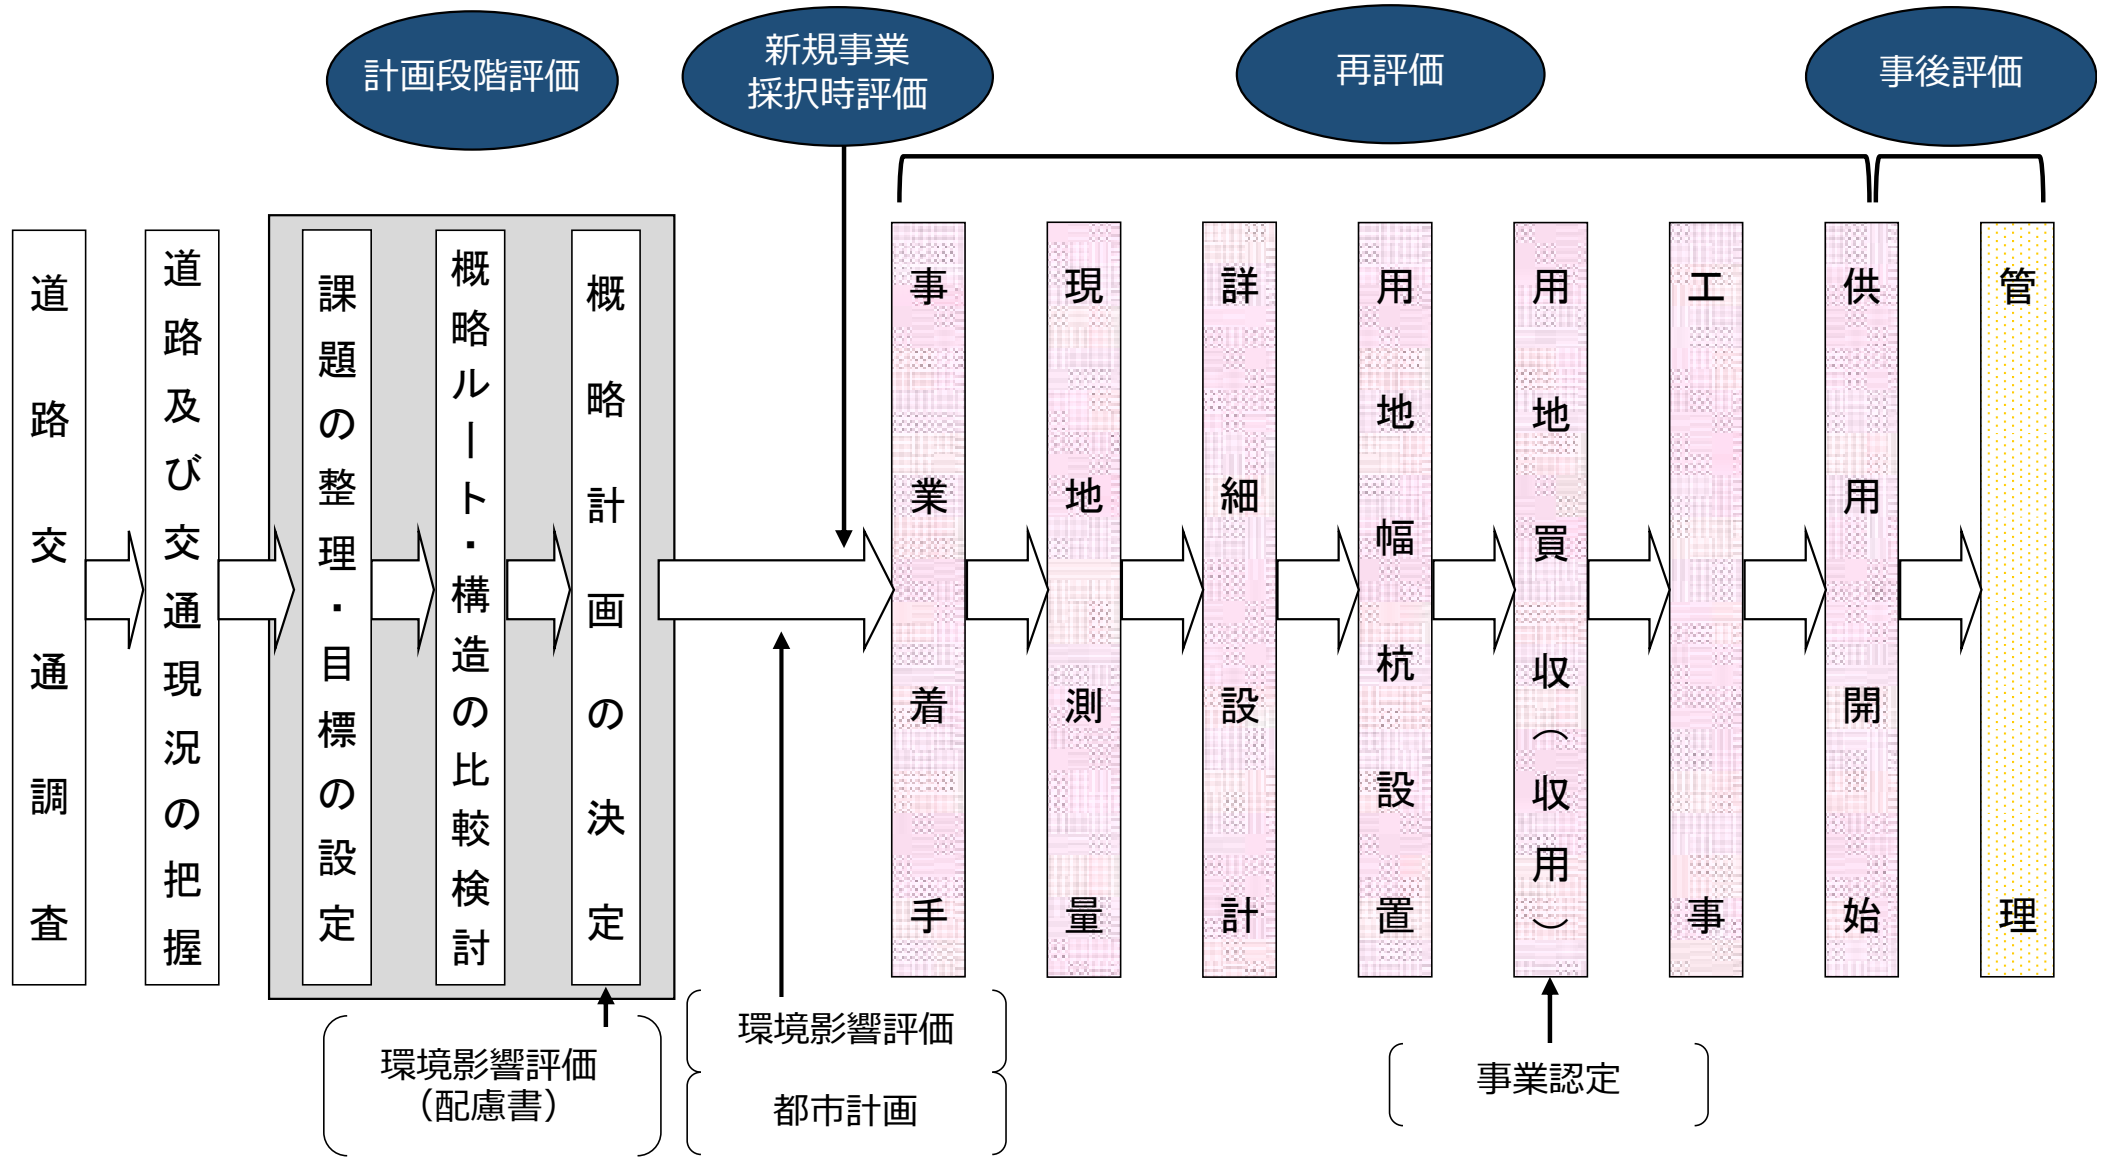 計画段階評価
新規事業
採択時評価
再評価
事後評価
道路交通調査
道路及び交通現況の把握
課題の整理・目標の設定
概略ルート・構造の比較検討
概略計画の決定
事業着手
現地測量
詳細設計
用地幅杭設置
用地買収（収用）
工事
供用開始
管理
環境影響評価
（配慮書）
環境影響評価
都市計画
事業認定